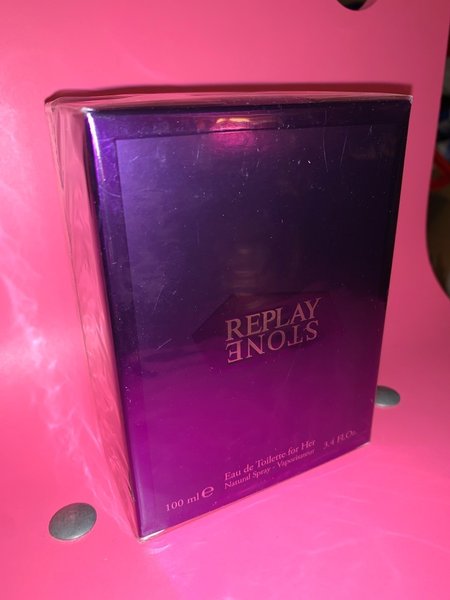 REPLAY
STONE
Eau de Toilette for Her
100 ml ℮ Natural Spray - Vaporisateur 3.4 Fl.Oz.